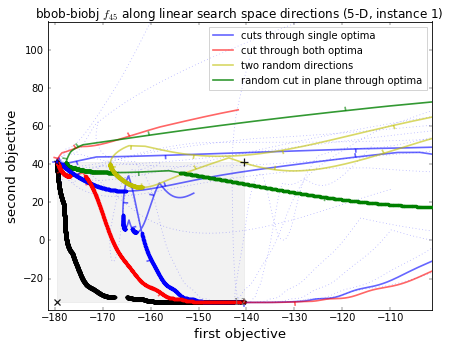 bbob-biobj f45 along linear search space directions (5-D, instance 1)
cuts through single optima
cut through both optima
two random directions
random cut in plane through optima
second objective
100
80
60
40
20
0
−20
−180 −170 −160 −150 −140 −130 −120 −110
first objective